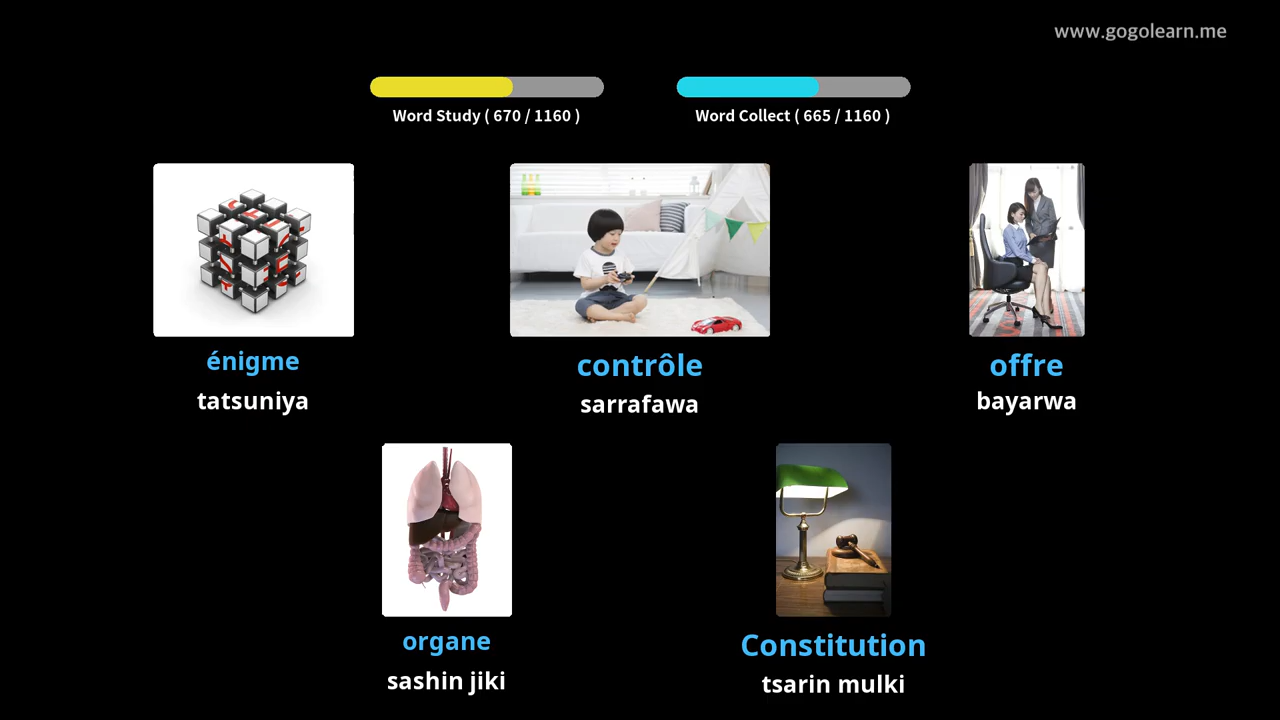 www.gogolearn.me
Word Study ( 670 / 1160 )
Word Collect ( 665 / 1160 )
énigme
tatsuniya
contrôle
sarrafawa
offre
bayarwa
organe
sashin jiki
Constitution
tsarin mulki